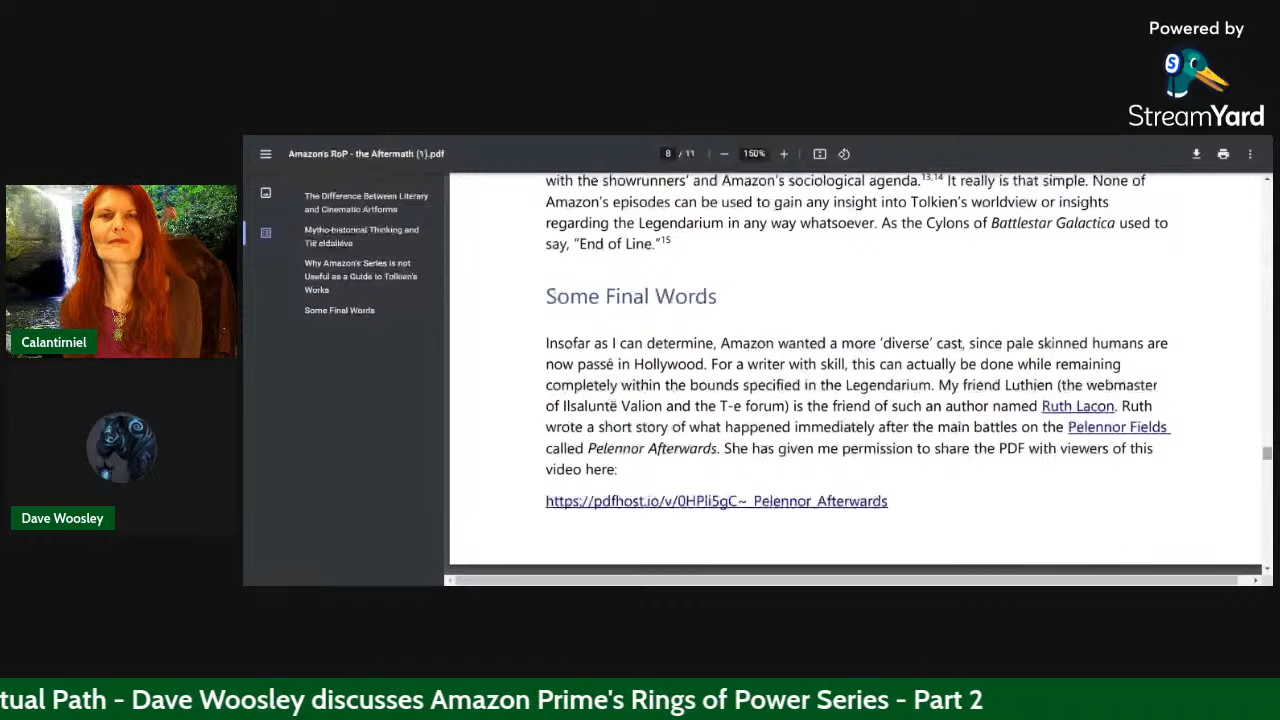 Powered by
S
StreamYard
Amazon's RoP - the Aftermath (1).pdf
8 / 11
150%
The Difference Between Literary
and Cinematic Artforms
Mytho-historical Thinking and
Tië eldaliéva
Why Amazon's Series is not
Useful as a Guide to Tolkien's
Works
Some Final Words
with the showrunners' and Amazon's sociological agenda.13,14 It really is that simple. None of
Amazon's episodes can be used to gain any insight into Tolkien's worldview or insights
regarding the Legendarium in any way whatsoever. As the Cylons of Battlestar Galactica used to
say, “End of Line.”15
Some Final Words
Insofar as I can determine, Amazon wanted a more 'diverse' cast, since pale skinned humans are
now passé in Hollywood. For a writer with skill, this can actually be done while remaining
completely within the bounds specified in the Legendarium. My friend Luthien (the webmaster
of Ilsaluntë Valion and the T-e forum) is the friend of such an author named Ruth Lacon. Ruth
wrote a short story of what happened immediately after the main battles on the Pelennor Fields
called Pelennor Afterwards. She has given me permission to share the PDF with viewers of this
video here:
https://pdfhost.io/v/0HPli5gC~_Pelennor_Afterwards
Calantirniel
Dave Woosley
tual Path - Dave Woosley discusses Amazon Prime's Rings of Power Series - Part 2